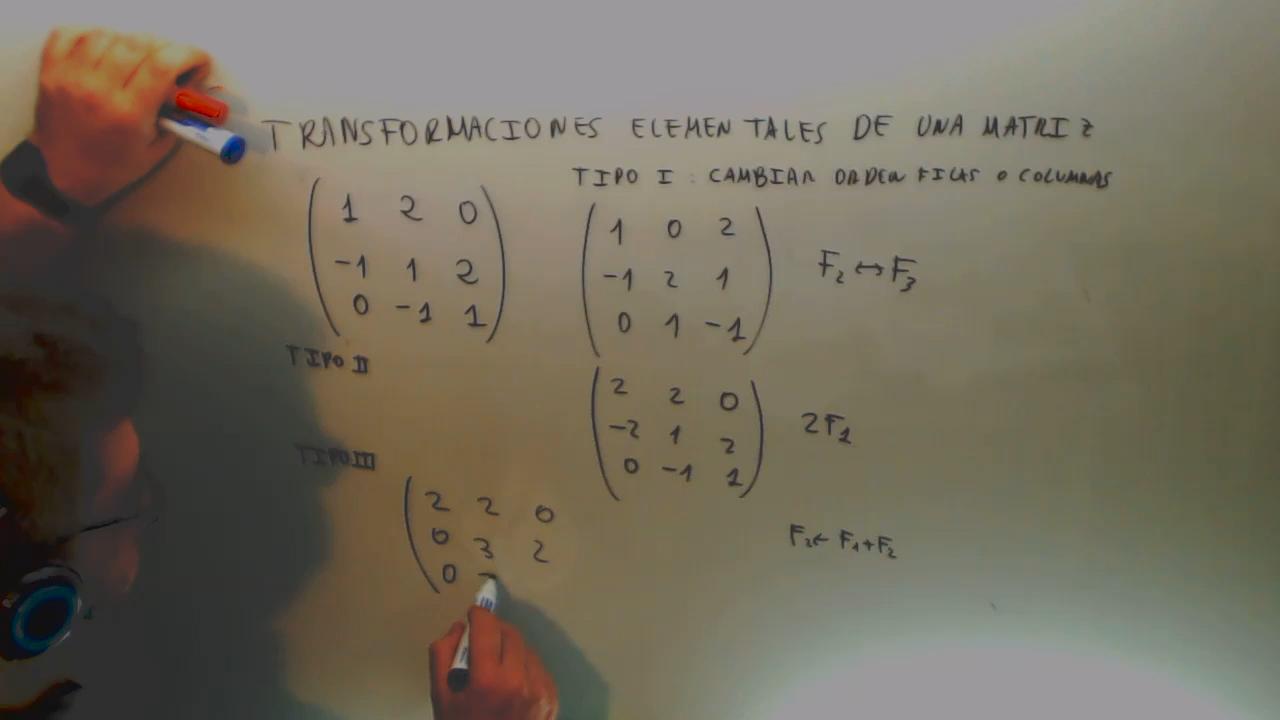 TRANSFORMACIONES ELEMENTALES DE UNA MATRIZ
TIPO I : CAMBIAR ORDEN FILAS O COLUMNAS
1 2 0
-1 1 2
0 -1 1
1 0 2
-1 2 1
0 1 -1
F2 ↔ F3
TIPO II
2 2 0
-2 1 2
0 -1 1
2F1
TIPO III
2 2 0
0 3 2
0 -
F2 ← F1+F2